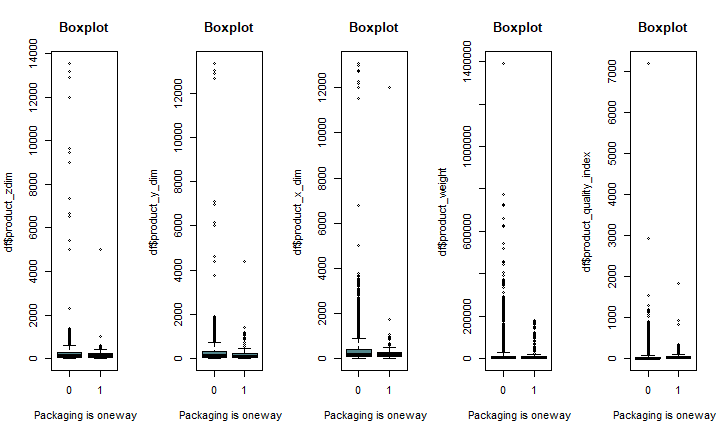 Boxplot
df$product_zdim
0
2000
4000
6000
8000
10000
12000
14000
0 1
Packaging is oneway
Boxplot
df$product_y_dim
0
2000
4000
6000
8000
10000
12000
0 1
Packaging is oneway
Boxplot
df$product_x_dim
0
2000
4000
6000
8000
10000
12000
0 1
Packaging is oneway
Boxplot
df$product_weight
0
200000
600000
1000000
1400000
0 1
Packaging is oneway
Boxplot
df$product_quality_index
0
1000
2000
3000
4000
5000
6000
7000
0 1
Packaging is oneway